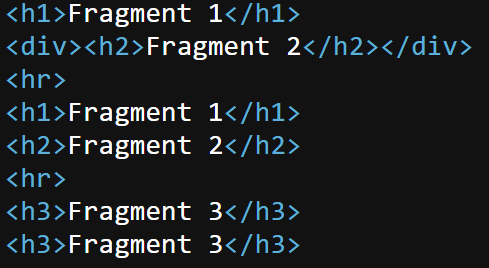 <h1>Fragment 1</h1>
<div><h2>Fragment 2</h2></div>
<hr>
<h1>Fragment 1</h1>
<h2>Fragment 2</h2>
<hr>
<h3>Fragment 3</h3>
<h3>Fragment 3</h3>